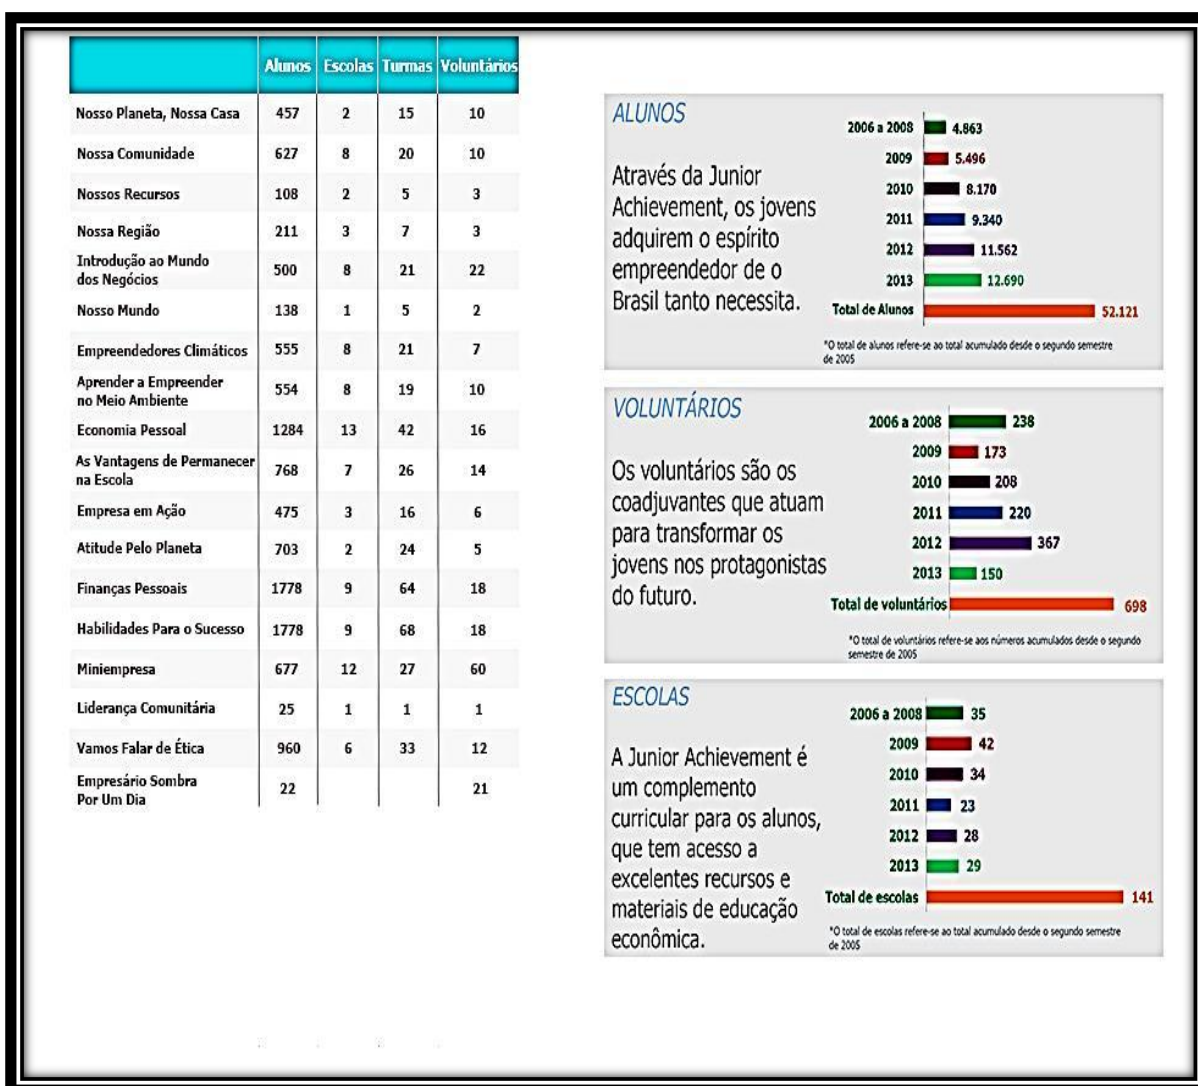 Alunos Escolas Turmas Voluntários
Nosso Planeta, Nossa Casa 457 2 15 10
Nossa Comunidade 627 8 20 10
Nossos Recursos 108 2 5 3
Nossa Região 211 3 7 3
Introdução ao Mundo
dos Negócios 500 8 21 22
Nosso Mundo 138 1 5 2
Empreendedores Climáticos 555 8 21 7
Aprender a Empreender
no Meio Ambiente 554 8 19 10
Economia Pessoal 1284 13 42 16
As Vantagens de Permanecer
na Escola 768 7 26 14
Empresa em Ação 475 3 16 6
Atitude Pelo Planeta 703 2 24 5
Finanças Pessoais 1778 9 64 18
Habilidades Para o Sucesso 1778 9 68 18
Miniempresa 677 12 27 60
Liderança Comunitária 25 1 1 1
Vamos Falar de Ética 960 6 33 12
Empresário Sombra
Por Um Dia 22 21
ALUNOS
Através da Junior
Achievement, os jovens
adquirem o espírito
empreendedor de o
Brasil tanto necessita.
2006 a 2008 4.863
2009 5.496
2010 8.170
2011 9.340
2012 11.562
2013 12.690
Total de Alunos 52.121
*O total de alunos refere-se ao total acumulado desde o segundo semestre
de 2005
VOLUNTÁRIOS
Os voluntários são os
coadjuvantes que atuam
para transformar os
jovens nos protagonistas
do futuro.
2006 a 2008 238
2009 173
2010 208
2011 220
2012 367
2013 150
Total de voluntários 698
*O total de voluntários refere-se aos números acumulados desde o segundo
semestre de 2005
ESCOLAS
A Junior Achievement é
um complemento
curricular para os alunos,
que tem acesso a
excelentes recursos e
materiais de educação
econômica.
2006 a 2008 35
2009 42
2010 34
2011 23
2012 28
2013 29
Total de escolas 141
*O total de escolas refere-se ao total acumulado desde o segundo semestre
de 2005